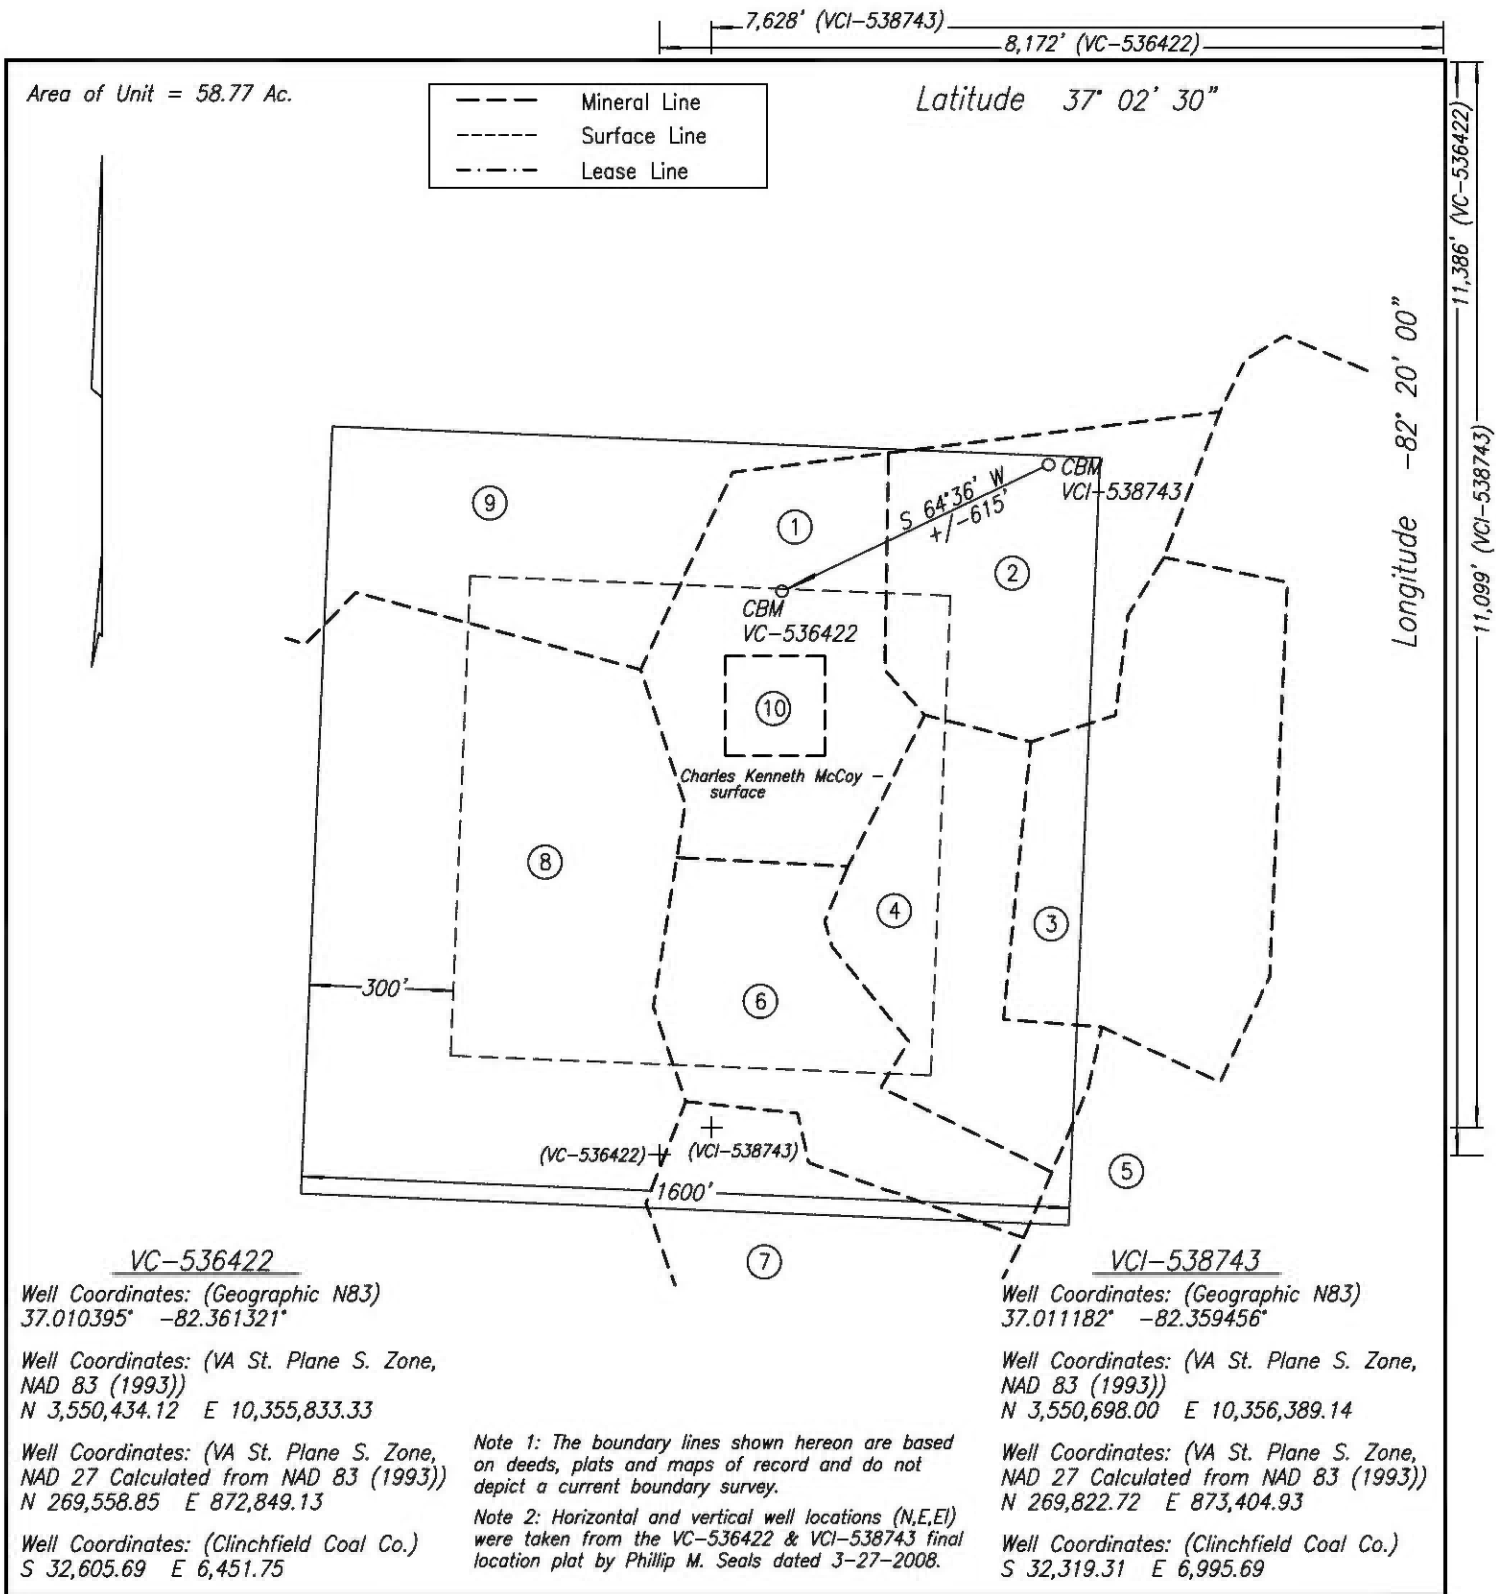 7,628' (VCI-538743)
8,172' (VC-536422)
Area of Unit = 58.77 Ac.
Mineral Line
Surface Line
Lease Line
Latitude 37° 02' 30"
11,386' (VC-536422)
Longitude -82° 20' 00"
11,099' (VCI-538743)
9
1
S 64°36' W
+/-615'
CBM
VCI-538743
2
CBM
VC-536422
10
Charles Kenneth McCoy -
surface
8
4
3
300'
6
(VC-536422)
(VCI-538743)
5
1600'
7
VC-536422
Well Coordinates: (Geographic N83)
37.010395° -82.361321°
Well Coordinates: (VA St. Plane S. Zone,
NAD 83 (1993))
N 3,550,434.12 E 10,355,833.33
Well Coordinates: (VA St. Plane S. Zone,
NAD 27 Calculated from NAD 83 (1993))
N 269,558.85 E 872,849.13
Well Coordinates: (Clinchfield Coal Co.)
S 32,605.69 E 6,451.75
Note 1: The boundary lines shown hereon are based
on deeds, plats and maps of record and do not
depict a current boundary survey.
Note 2: Horizontal and vertical well locations (N,E,El)
were taken from the VC-536422 & VCI-538743 final
location plat by Phillip M. Seals dated 3-27-2008.
VCI-538743
Well Coordinates: (Geographic N83)
37.011182° -82.359456°
Well Coordinates: (VA St. Plane S. Zone,
NAD 83 (1993))
N 3,550,698.00 E 10,356,389.14
Well Coordinates: (VA St. Plane S. Zone,
NAD 27 Calculated from NAD 83 (1993))
N 269,822.72 E 873,404.93
Well Coordinates: (Clinchfield Coal Co.)
S 32,319.31 E 6,995.69